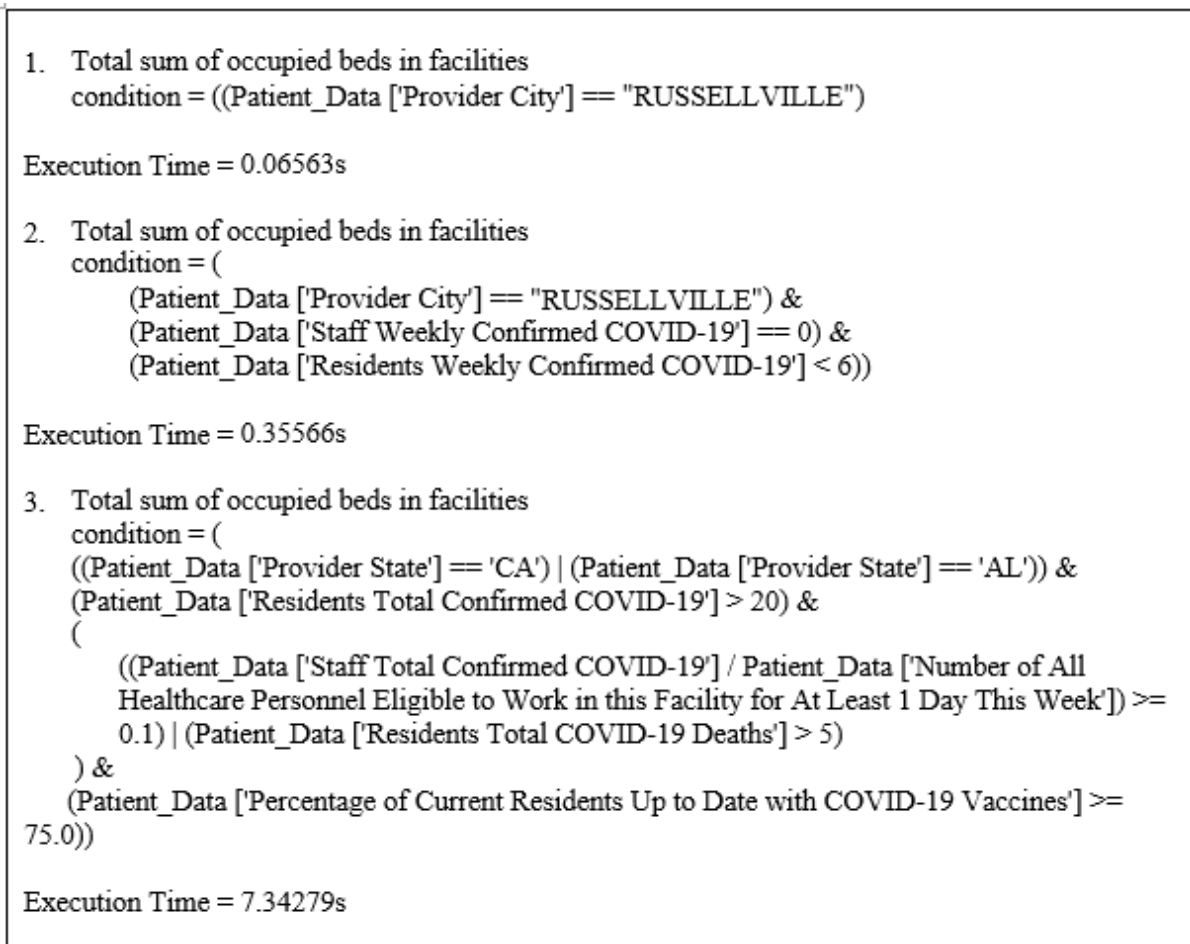 1. Total sum of occupied beds in facilities
condition = ((Patient_Data ['Provider City'] == "RUSSELLVILLE")
Execution Time = 0.06563s
2. Total sum of occupied beds in facilities
condition = (
(Patient_Data ['Provider City'] == "RUSSELLVILLE") &
(Patient_Data ['Staff Weekly Confirmed COVID-19'] == 0) &
(Patient_Data ['Residents Weekly Confirmed COVID-19'] < 6))
Execution Time = 0.35566s
3. Total sum of occupied beds in facilities
condition = (
((Patient_Data ['Provider State'] == 'CA') | (Patient_Data ['Provider State'] == 'AL')) &
(Patient_Data ['Residents Total Confirmed COVID-19'] > 20) &
(
((Patient_Data ['Staff Total Confirmed COVID-19'] / Patient_Data ['Number of All
Healthcare Personnel Eligible to Work in this Facility for At Least 1 Day This Week']) >=
0.1) | (Patient_Data ['Residents Total COVID-19 Deaths'] > 5)
) &
(Patient_Data ['Percentage of Current Residents Up to Date with COVID-19 Vaccines'] >=
75.0))
Execution Time = 7.34279s